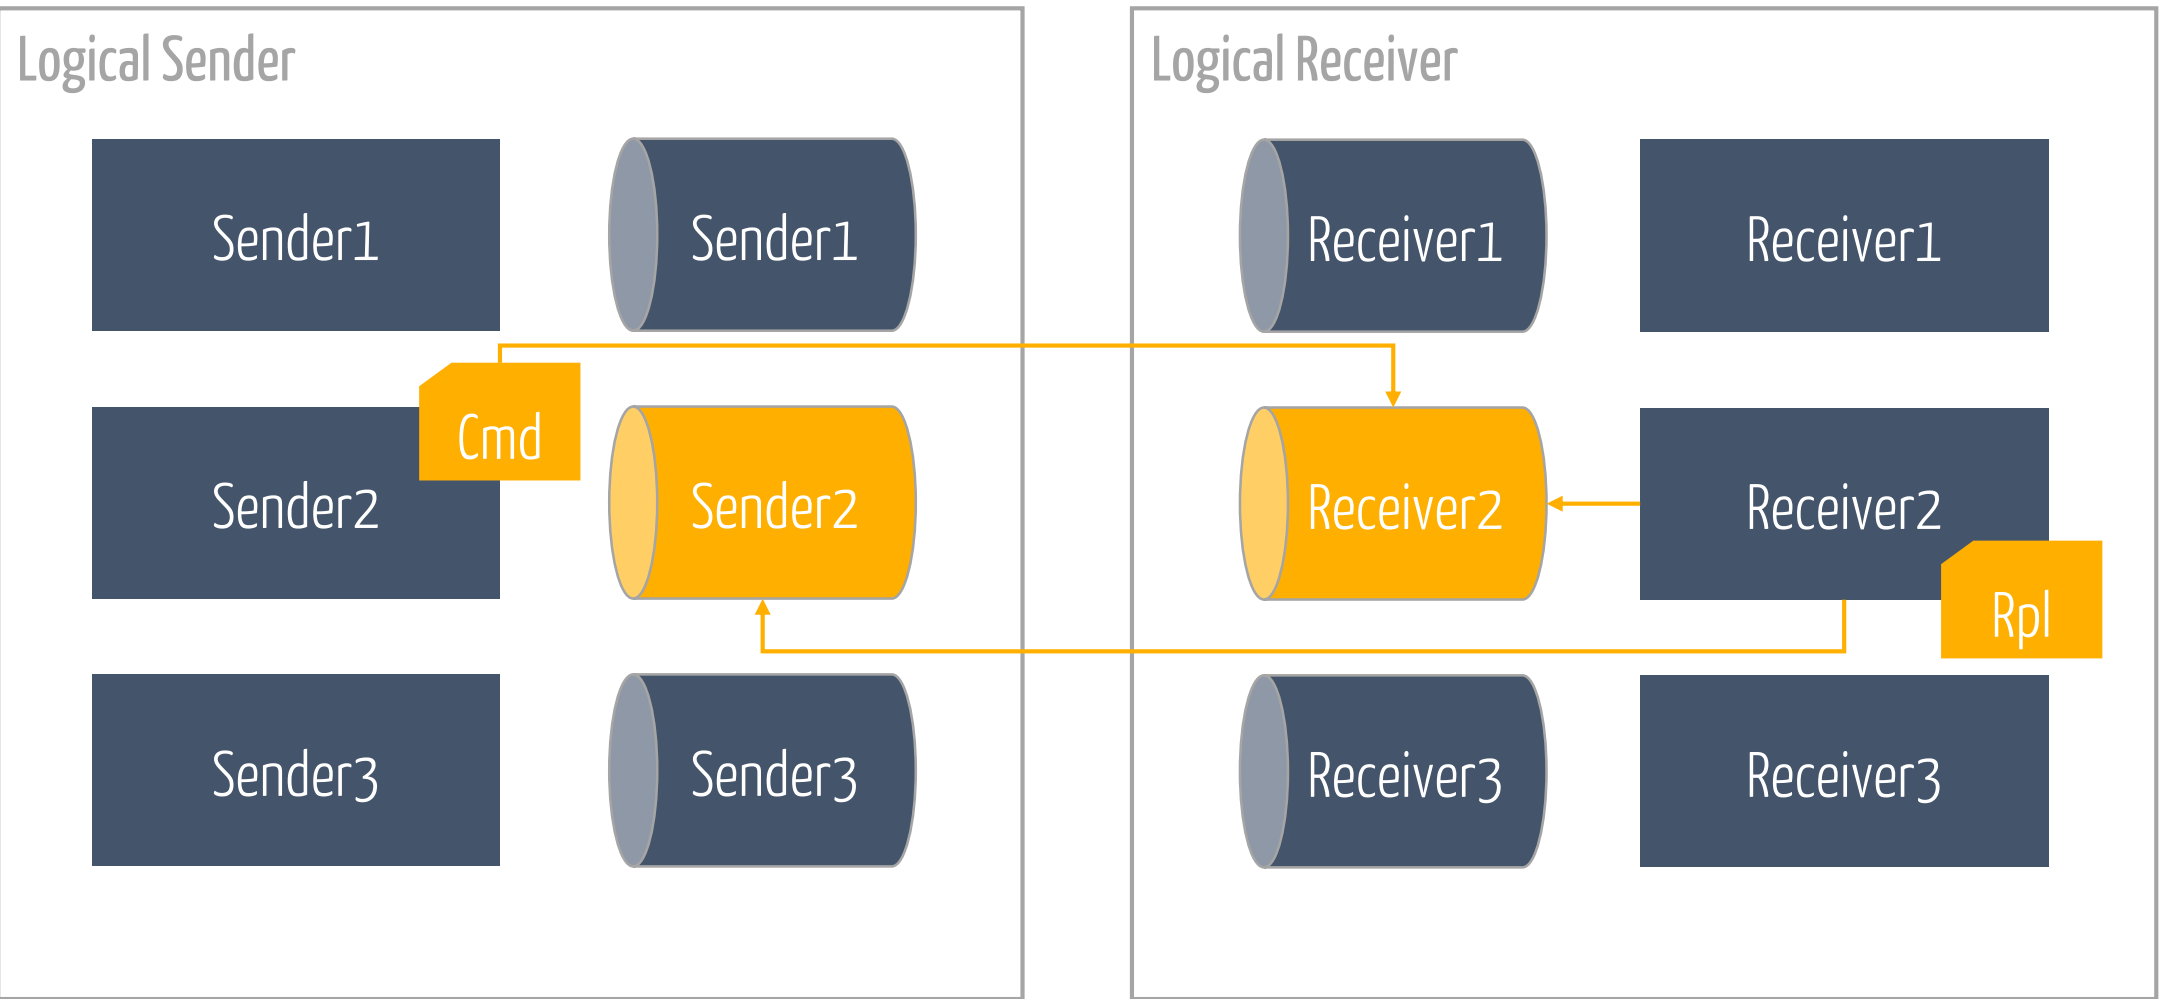 Logical Sender
Logical Receiver
Sender1
Sender1
Receiver1
Receiver1
Cmd
Sender2
Sender2
Receiver2
Receiver2
Rpl
Sender3
Sender3
Receiver3
Receiver3